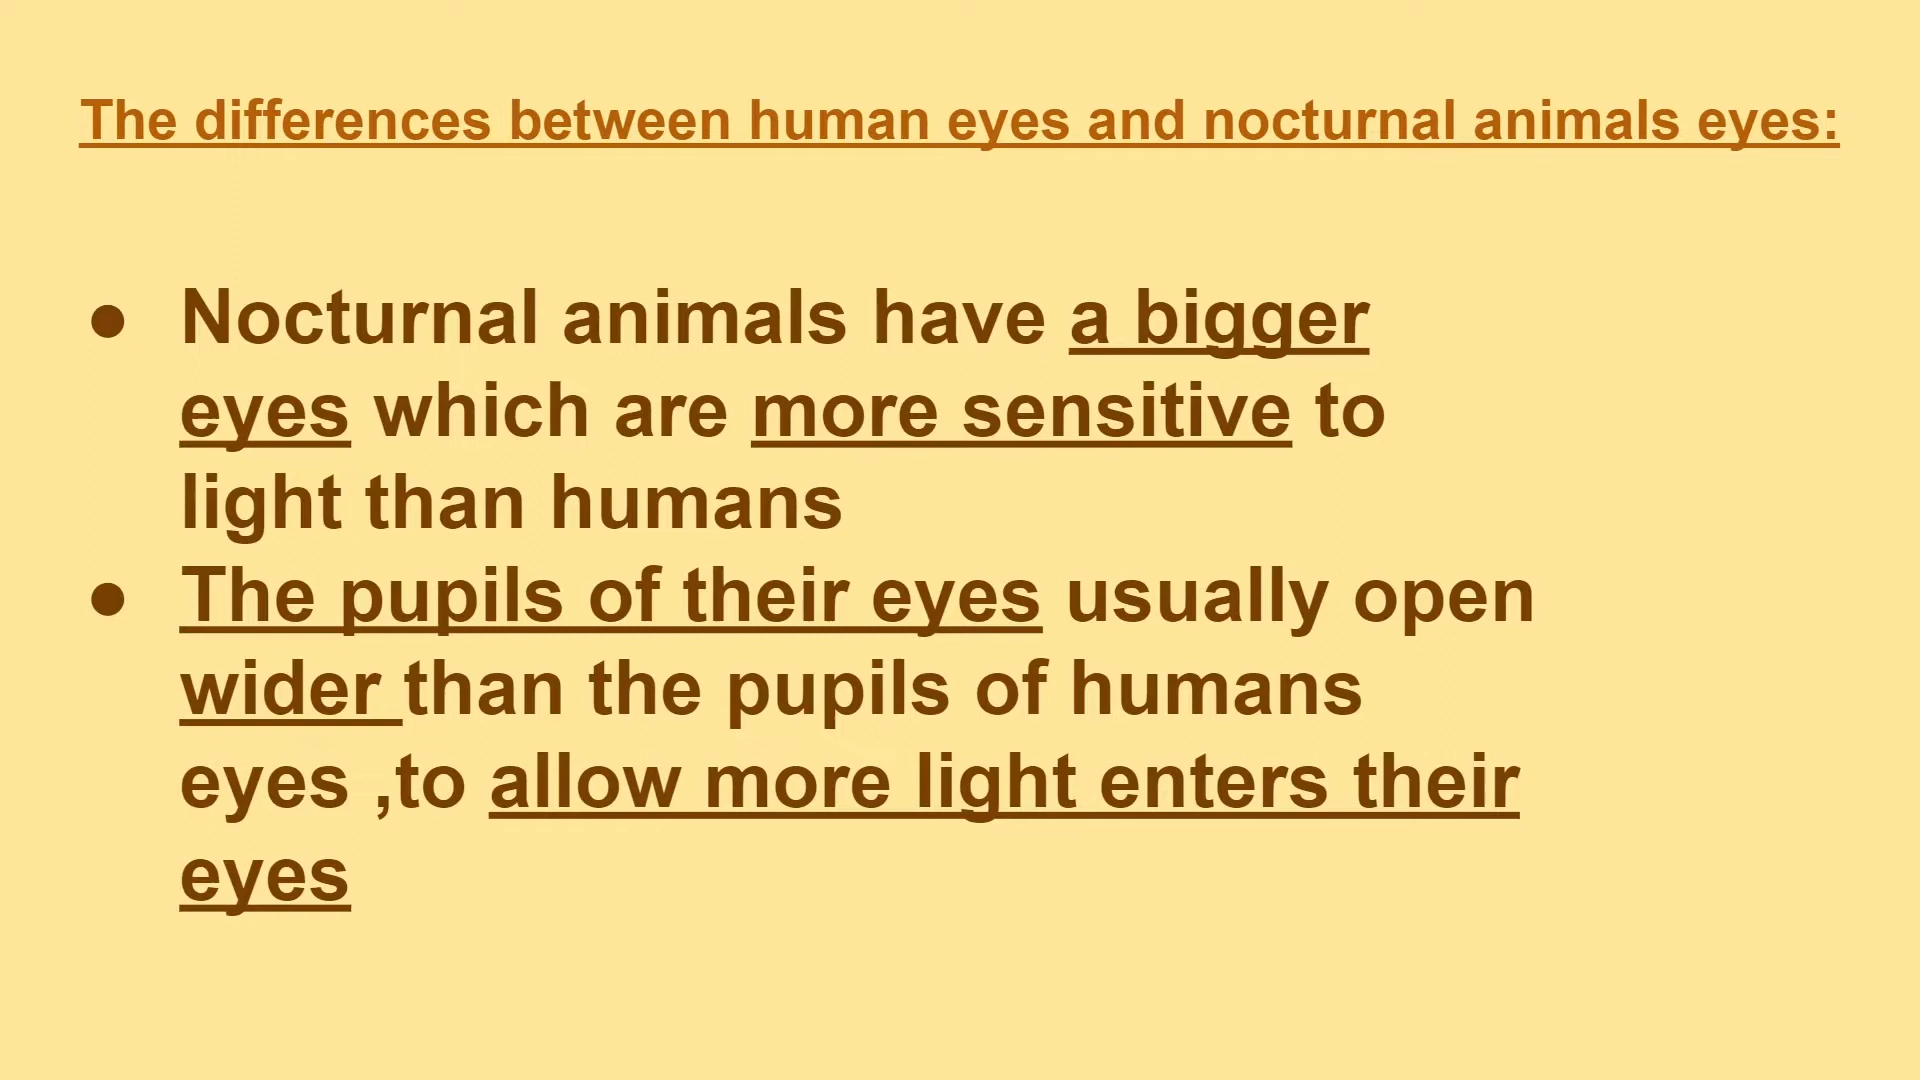 The differences between human eyes and nocturnal animals eyes:
● Nocturnal animals have a bigger
eyes which are more sensitive to
light than humans
● The pupils of their eyes usually open
wider than the pupils of humans
eyes ,to allow more light enters their
eyes